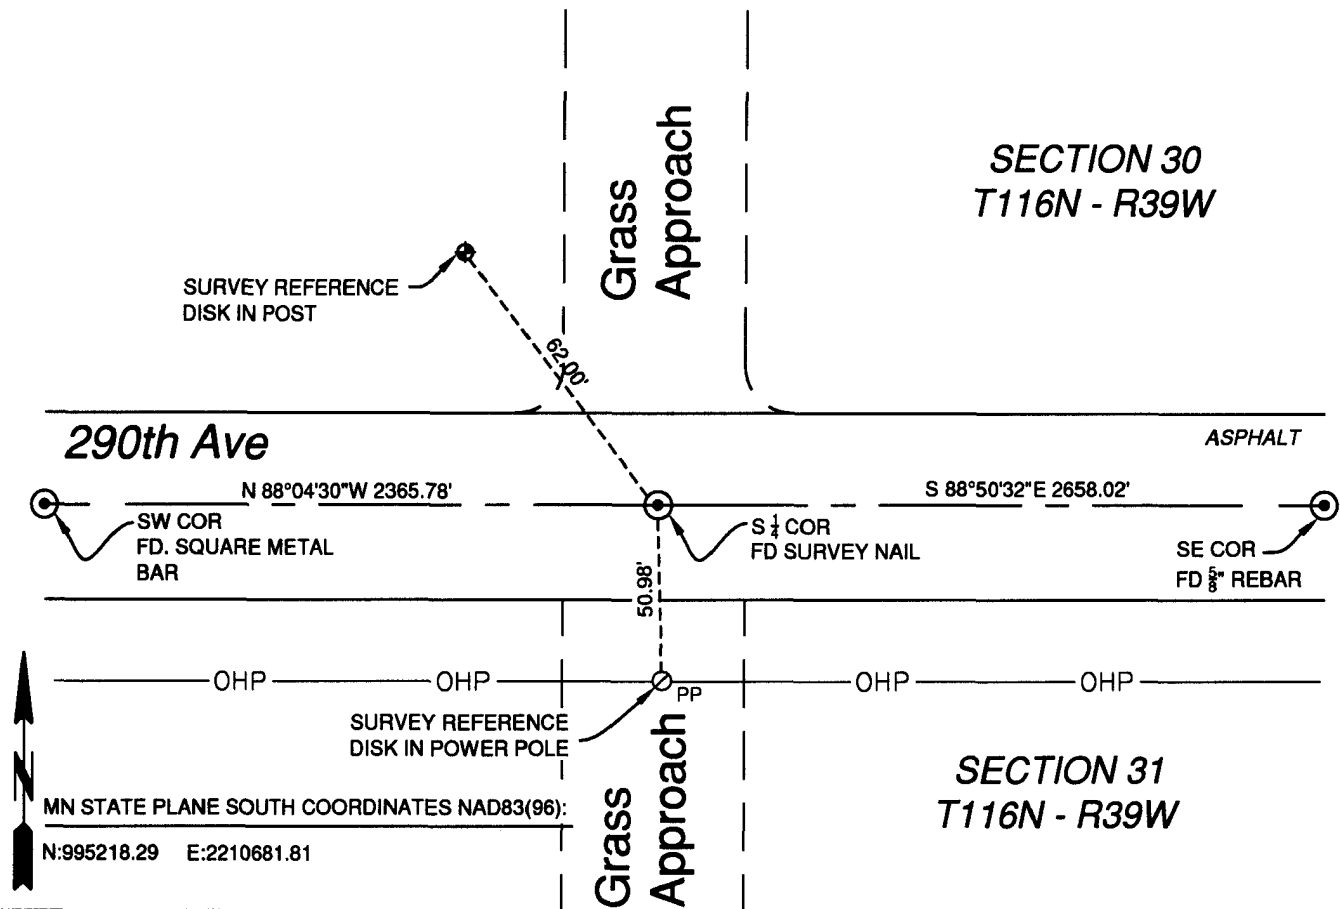 Grass
Approach
SECTION 30
T116N - R39W
SURVEY REFERENCE
DISK IN POST
62.00'
290th Ave
ASPHALT
N 88°04'30"W 2365.78'
S 88°50'32"E 2658.02'
SW COR
FD. SQUARE METAL
BAR
S 1/4 COR
FD SURVEY NAIL
SE COR
FD 5/8" REBAR
50.98'
OHP
OHP
PP
OHP
OHP
SURVEY REFERENCE
DISK IN POWER POLE
Grass
Approach
SECTION 31
T116N - R39W
N
MN STATE PLANE SOUTH COORDINATES NAD83(96):
N:995218.29 E:2210681.81